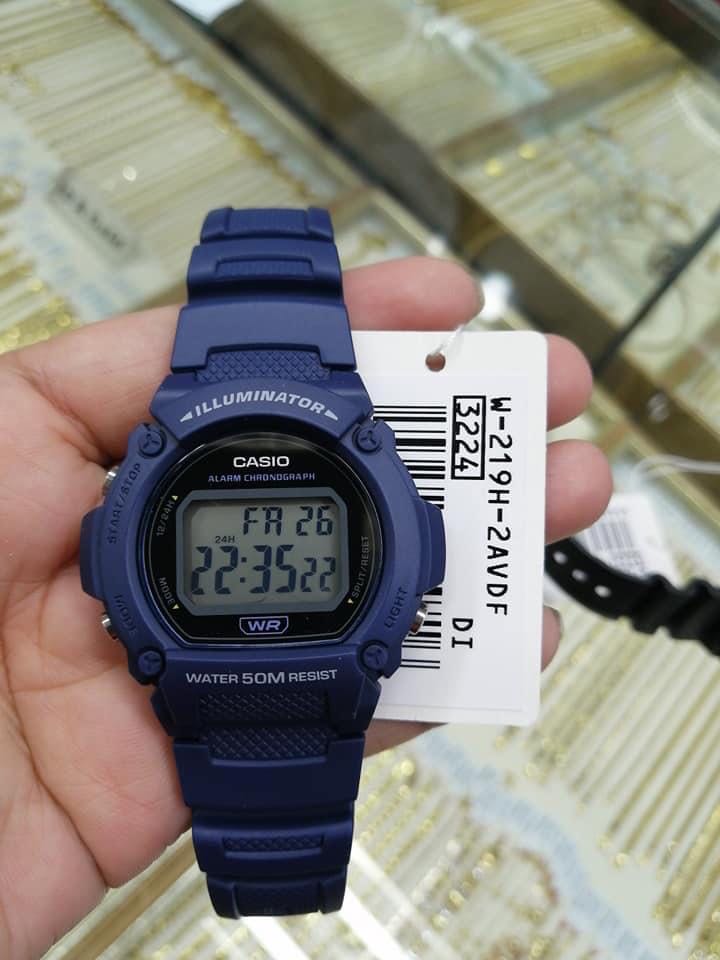 ILLUMINATOR
CASIO
ALARM CHRONOGRAPH
START/STOP
12/24H
FR 26
24H
22:35 22
SPLIT/RESET
MODE
MODE
LIGHT
WR
WATER 50M RESIST
W-219H-2AVDF
3224
DI